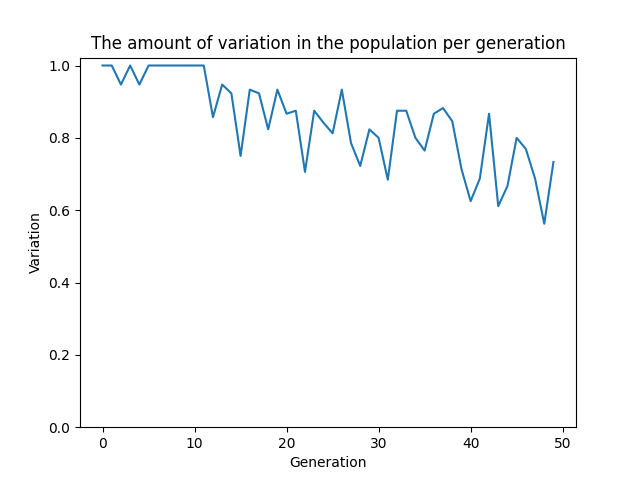 The amount of variation in the population per generation
1.0
0.8
0.6
0.4
0.2
0.0
Variation
0 10 20 30 40 50
Generation